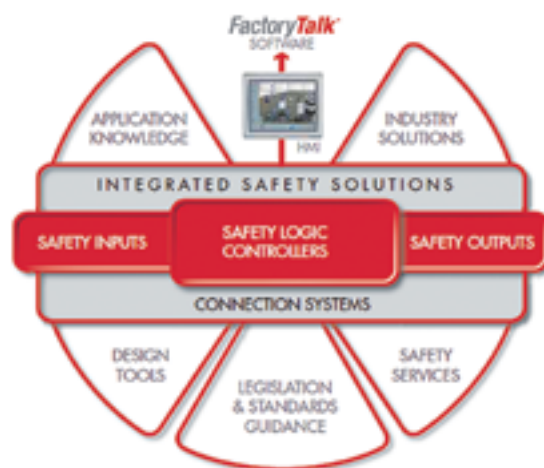 FactoryTalk
SOFTWARE
APPLICATION
KNOWLEDGE
HMI
INDUSTRY
SOLUTIONS
INTEGRATED SAFETY SOLUTIONS
SAFETY INPUTS
SAFETY LOGIC
CONTROLLERS
SAFETY OUTPUTS
CONNECTION SYSTEMS
DESIGN
TOOLS
LEGISLATION
& STANDARDS
GUIDANCE
SAFETY
SERVICES